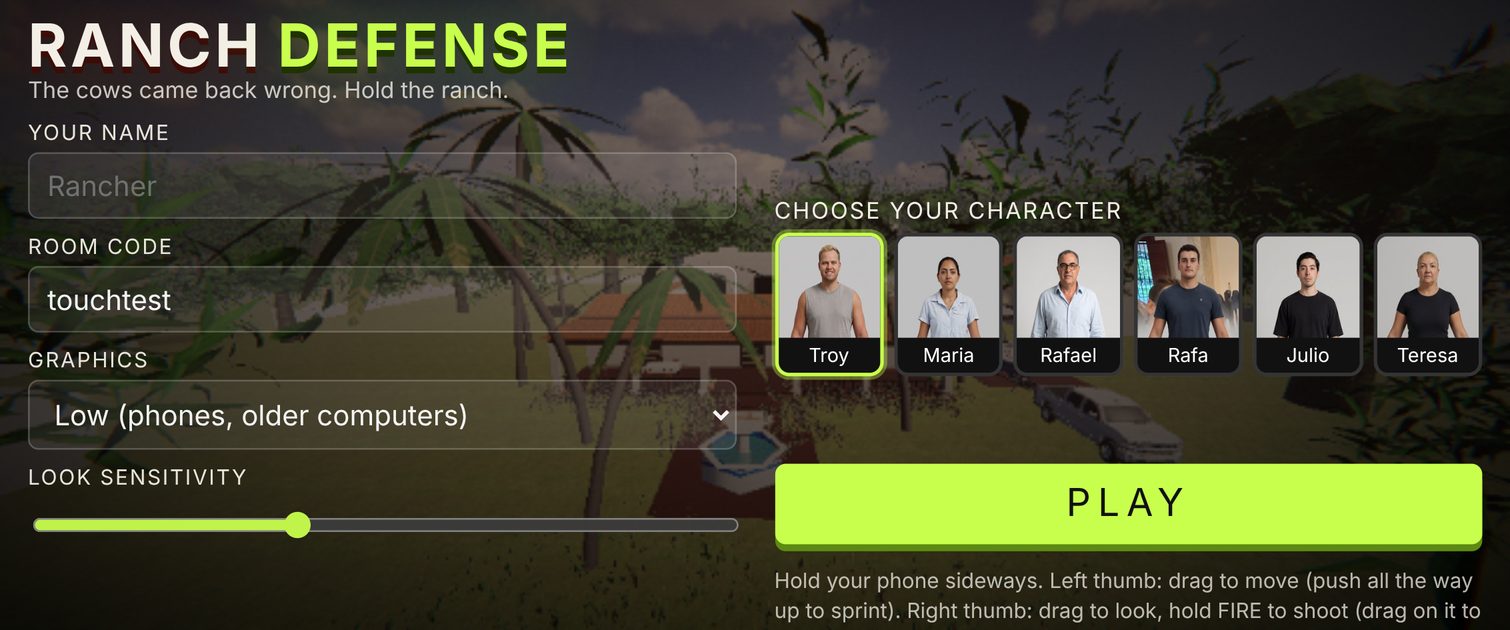 RANCH DEFENSE
The cows came back wrong. Hold the ranch.
YOUR NAME
Rancher
ROOM CODE
touchtest
GRAPHICS
Low (phones, older computers)
LOOK SENSITIVITY
CHOOSE YOUR CHARACTER
Troy
Maria
Rafael
Rafa
Julio
Teresa
PLAY
Hold your phone sideways. Left thumb: drag to move (push all the way
up to sprint). Right thumb: drag to look, hold FIRE to shoot (drag on it to